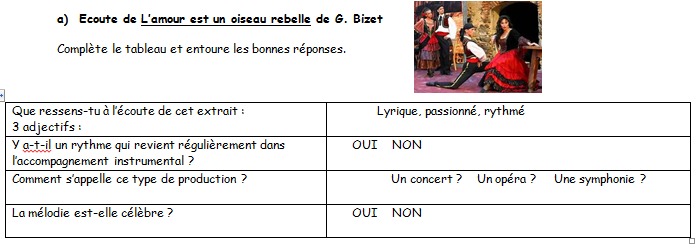 a) Ecoute de L'amour est un oiseau rebelle de G. Bizet
Complète le tableau et entoure les bonnes réponses.
Que ressens-tu à l'écoute de cet extrait :
3 adjectifs :
Lyrique, passionné, rythmé
Y a-t-il un rythme qui revient régulièrement dans
l'accompagnement instrumental ?
OUI NON
Comment s'appelle ce type de production ?
Un concert ? Un opéra ? Une symphonie ?
La mélodie est-elle célèbre ?
OUI NON